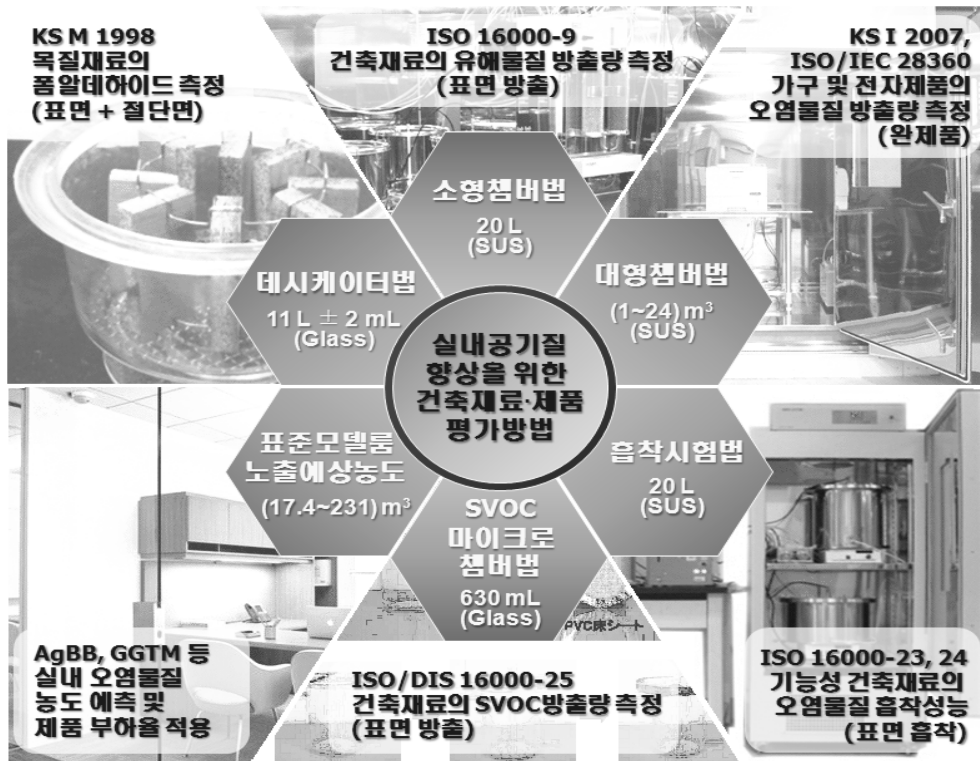 KS M 1998
목질재료의
폼알데하이드 측정
(표면 + 절단면)
ISO 16000-9
건축재료의 유해물질 방출량 측정
(표면 방출)
KS I 2007,
ISO/IEC 28360
가구 및 전자제품의
오염물질 방출량 측정
(완제품)
소형챔버법
20 L
(SUS)
데시케이터법
11 L ± 2 mL
(Glass)
대형챔버법
(1~24) m³
(SUS)
실내공기질
향상을 위한
건축재료·제품
평가방법
표준모델룸
노출예상농도
(17.4~231) m³
흡착시험법
20 L
(SUS)
SVOC
마이크로
챔버법
630 mL
(Glass)
PVC床シート
AgBB, GGTM 등
실내 오염물질
농도 예측 및
제품 부하율 적용
ISO/DIS 16000-25
건축재료의 SVOC방출량 측정
(표면 방출)
ISO 16000-23, 24
기능성 건축재료의
오염물질 흡착성능
(표면 흡착)